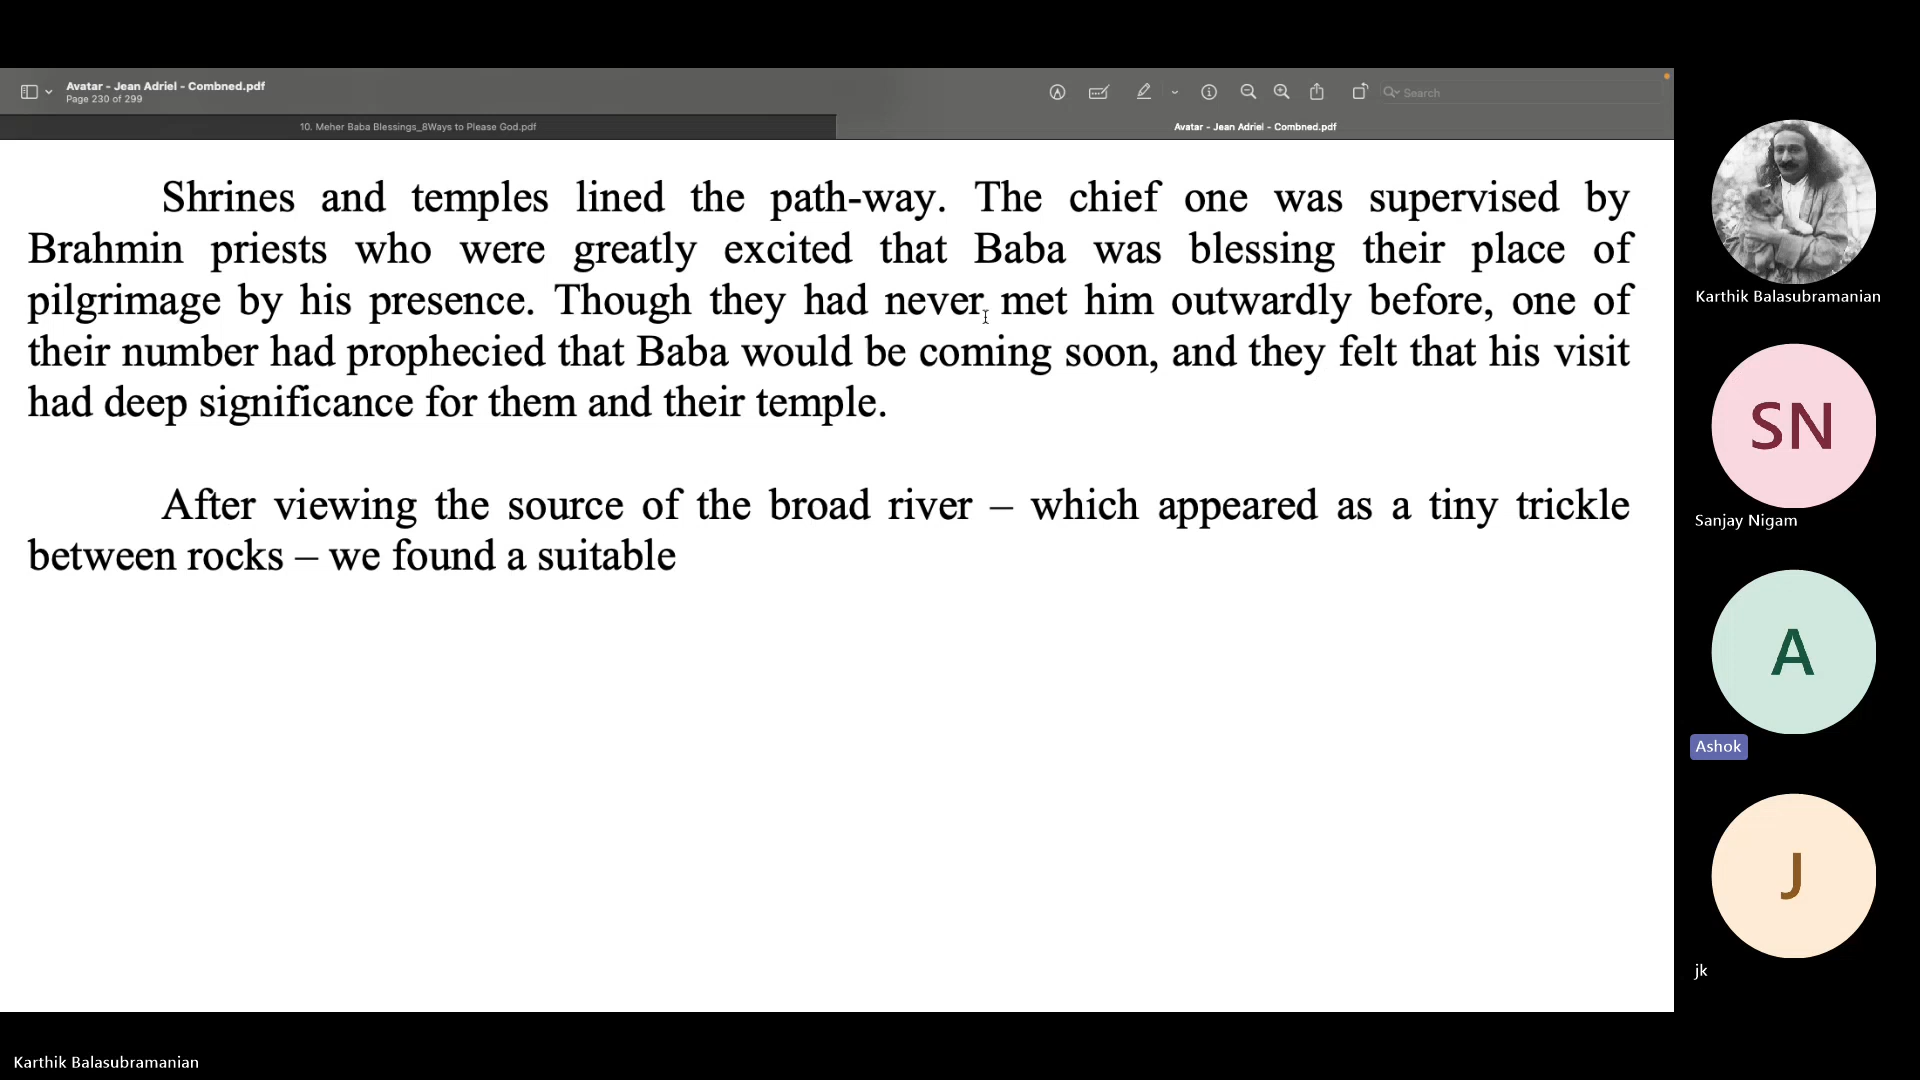 Avatar - Jean Adriel - Combned.pdf
Page 230 of 299
Search
10. Meher Baba Blessings_8Ways to Please God.pdf
Avatar - Jean Adriel - Combned.pdf
Shrines and temples lined the path-way. The chief one was supervised by
Brahmin priests who were greatly excited that Baba was blessing their place of
pilgrimage by his presence. Though they had never met him outwardly before, one of
their number had prophecied that Baba would be coming soon, and they felt that his visit
had deep significance for them and their temple.
After viewing the source of the broad river – which appeared as a tiny trickle
between rocks – we found a suitable
Karthik Balasubramanian
SN
Sanjay Nigam
A
Ashok
J
jk
Karthik Balasubramanian